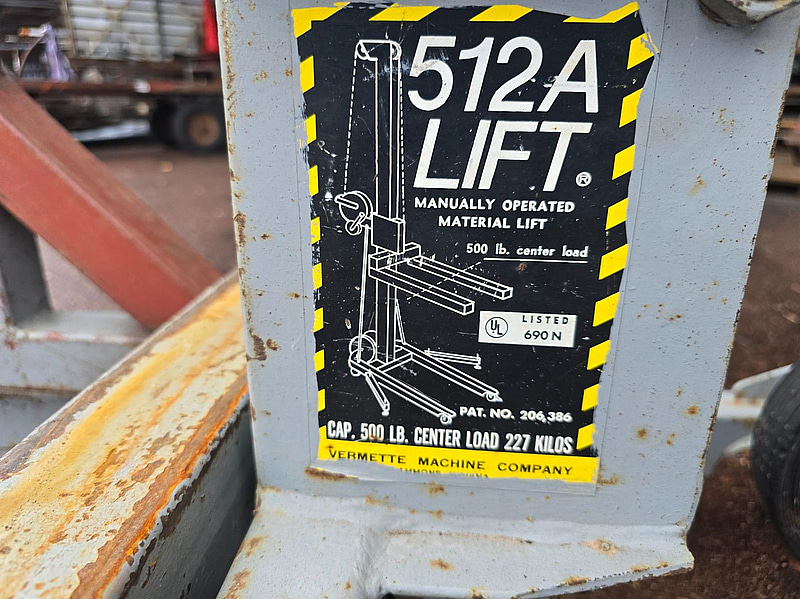 512A
LIFT®
MANUALLY OPERATED
MATERIAL LIFT
500 lb. center load
UL
LISTED
690 N
PAT. NO. 206,386
CAP. 500 LB. CENTER LOAD 227 KILOS
VERMETTE MACHINE COMPANY